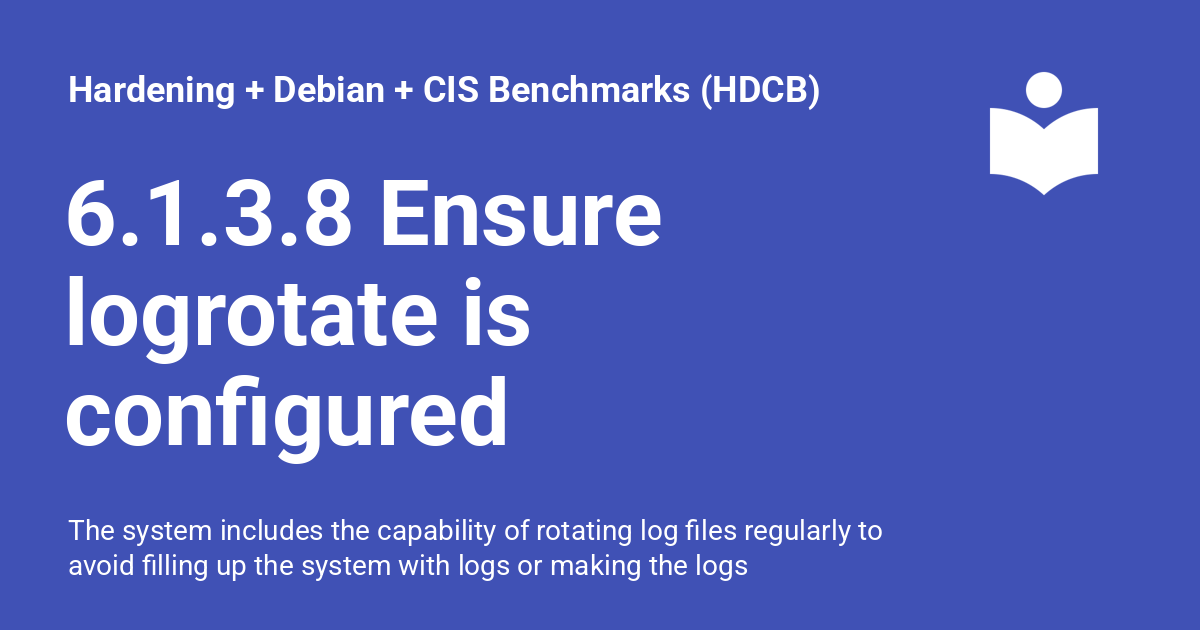 Hardening + Debian + CIS Benchmarks (HDCB)
6.1.3.8 Ensure
logrotate is
configured
The system includes the capability of rotating log files regularly to
avoid filling up the system with logs or making the logs